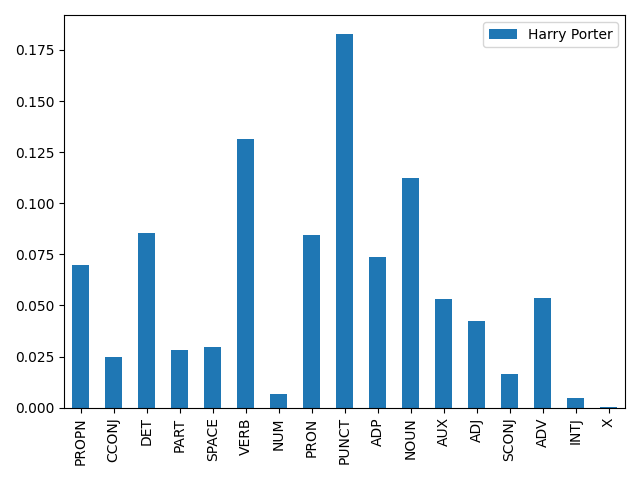 Harry Porter
0.175
0.150
0.125
0.100
0.075
0.050
0.025
0.000
PROPN
CCONJ
DET
PART
SPACE
VERB
NUM
PRON
PUNCT
ADP
NOUN
AUX
ADJ
SCONJ
ADV
INTJ
X